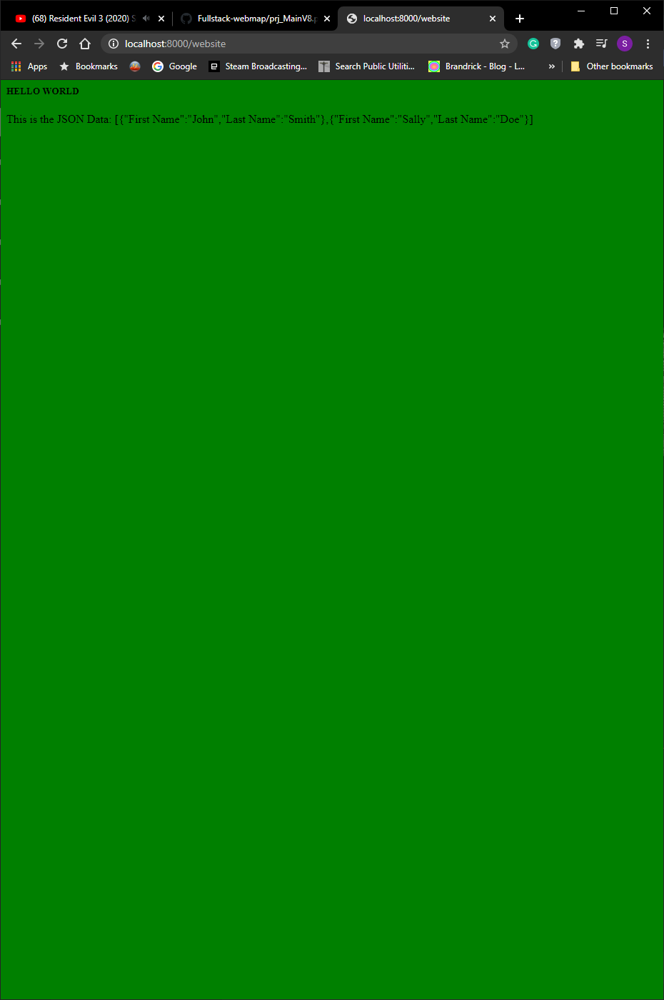 (68) Resident Evil 3 (2020) S
Fullstack-webmap/prj_MainV8.p
localhost:8000/website
localhost:8000/website
G
?
S
Apps
Bookmarks
Google
Steam Broadcasting...
Search Public Utiliti...
Brandrick - Blog - L...
»
Other bookmarks
HELLO WORLD
This is the JSON Data: [{"First Name":"John","Last Name":"Smith"},{"First Name":"Sally","Last Name":"Doe"}]